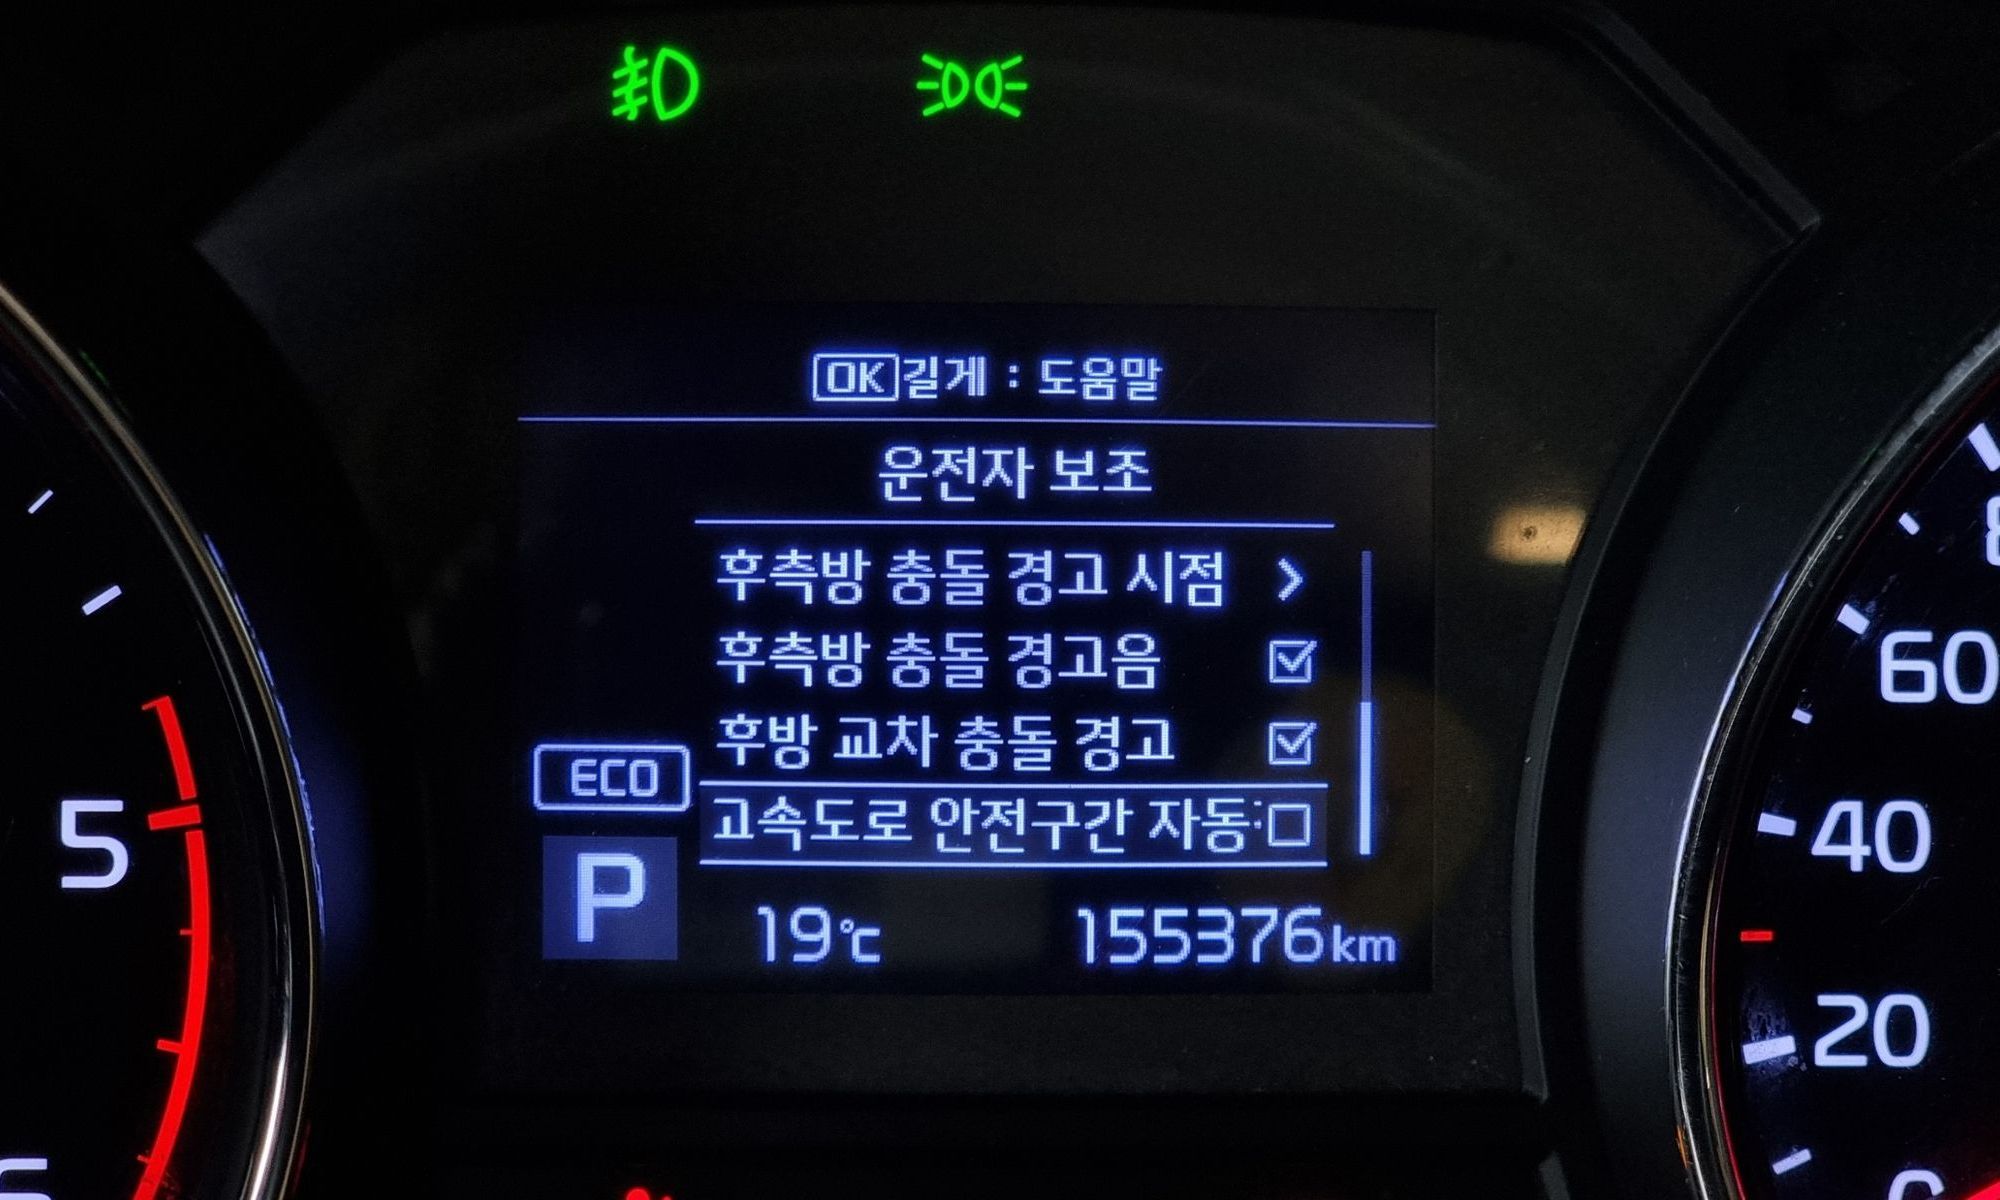 OK길게 : 도움말
운전자 보조
후측방 충돌 경고 시점 >
후측방 충돌 경고음
후방 교차 충돌 경고
ECO
고속도로 안전구간 자동
P
19℃ 155376km
5
60
40
20